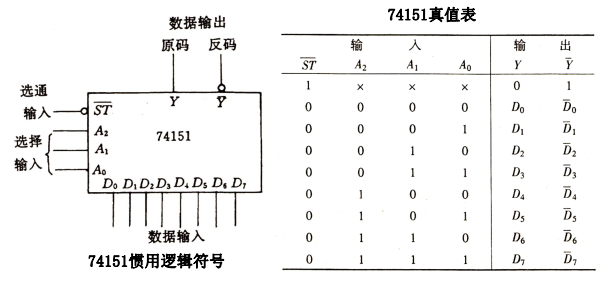 数据输出
原码 反码
选通
输入
选择
输入
Y Y̅
S̅T̅
74151
A₂
A₁
A₀
D₀ D₁ D₂ D₃ D₄ D₅ D₆ D₇
数据输入
74151惯用逻辑符号
74151真值表
输 入 输 出
S̅T̅ A₂ A₁ A₀ Y Y̅
1 × × × 0 1
0 0 0 0 D₀ D̅₀
0 0 0 1 D₁ D̅₁
0 0 1 0 D₂ D̅₂
0 0 1 1 D₃ D̅₃
0 1 0 0 D₄ D̅₄
0 1 0 1 D₅ D̅₅
0 1 1 0 D₆ D̅₆
0 1 1 1 D₇ D̅₇